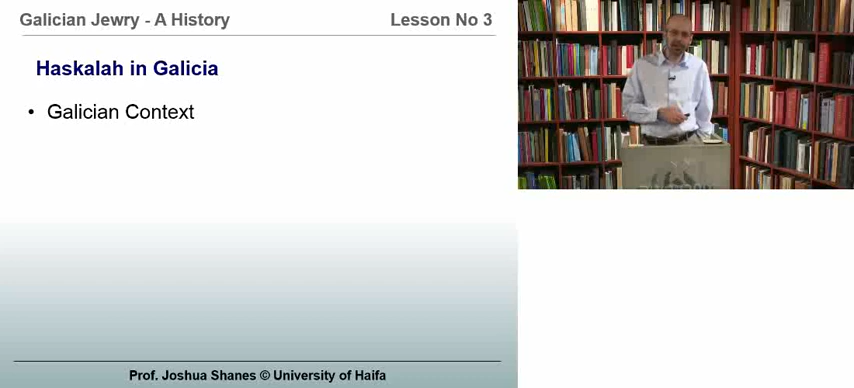 Galician Jewry - A History Lesson No 3
Haskalah in Galicia
• Galician Context
Prof. Joshua Shanes © University of Haifa